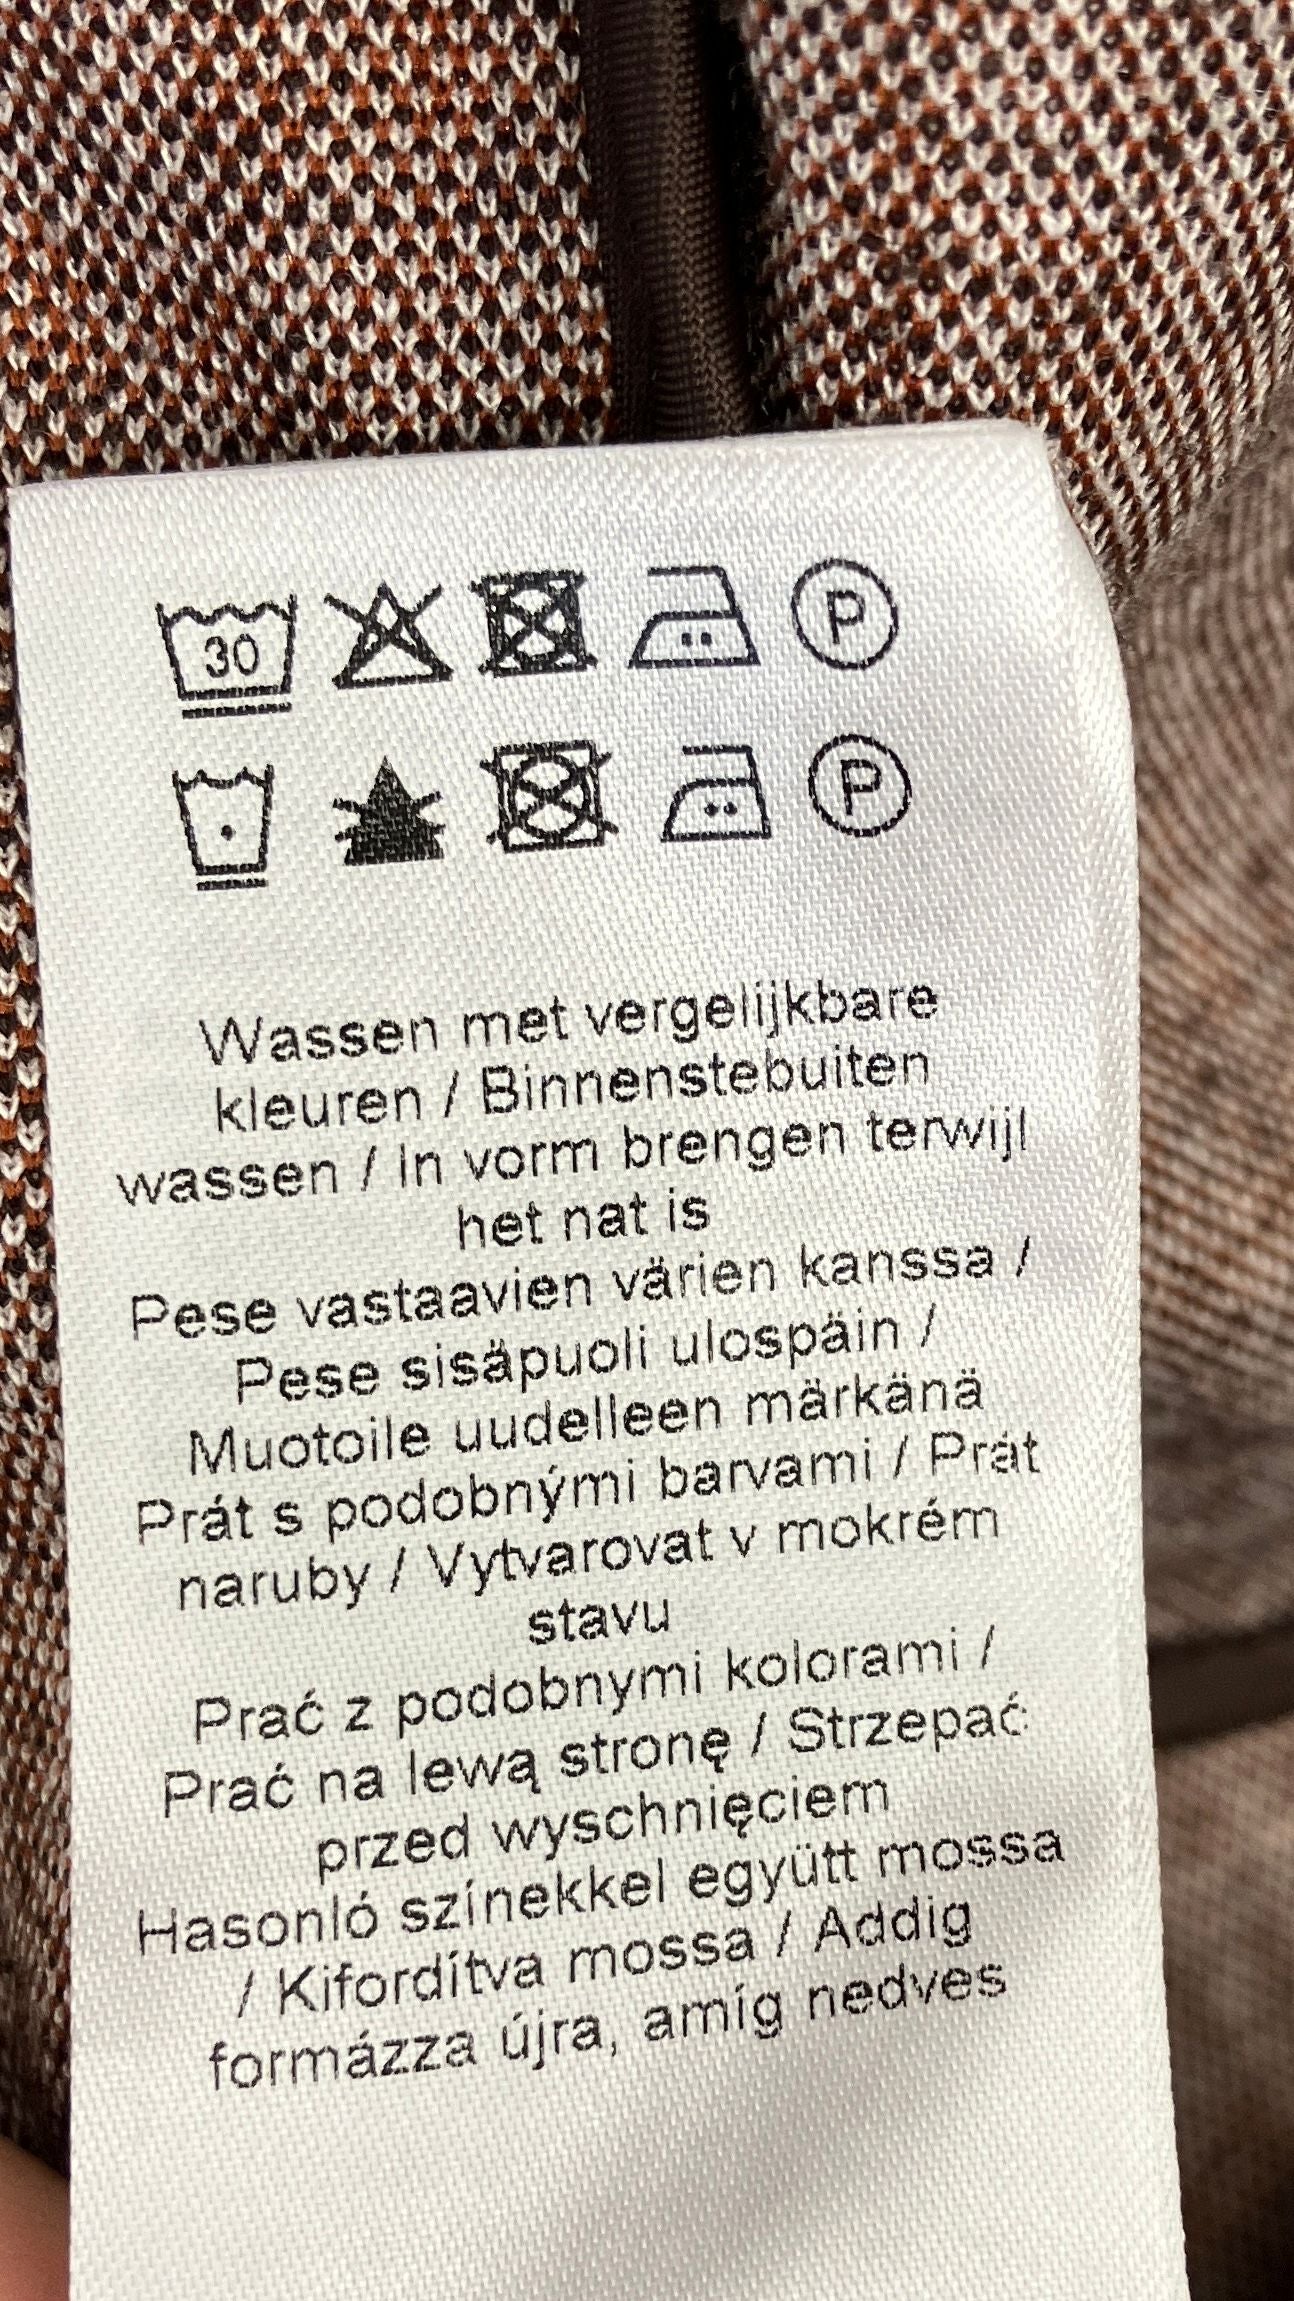 30 P
P
Wassen met vergelijkbare
kleuren / Binnenstebuiten
wassen / In vorm brengen terwijl
het nat is
Pese vastaavien värien kanssa /
Pese sisäpuoli ulospäin /
Muotoile uudelleen märkänä
Prát s podobnými barvami / Prát
naruby / Vytvarovat v mokrém
stavu
Prać z podobnymi kolorami /
Prać na lewą stronę / Strzepać
przed wyschnięciem
Hasonló színekkel együtt mossa
/ Kifordítva mossa / Addig
formázza újra, amíg nedves